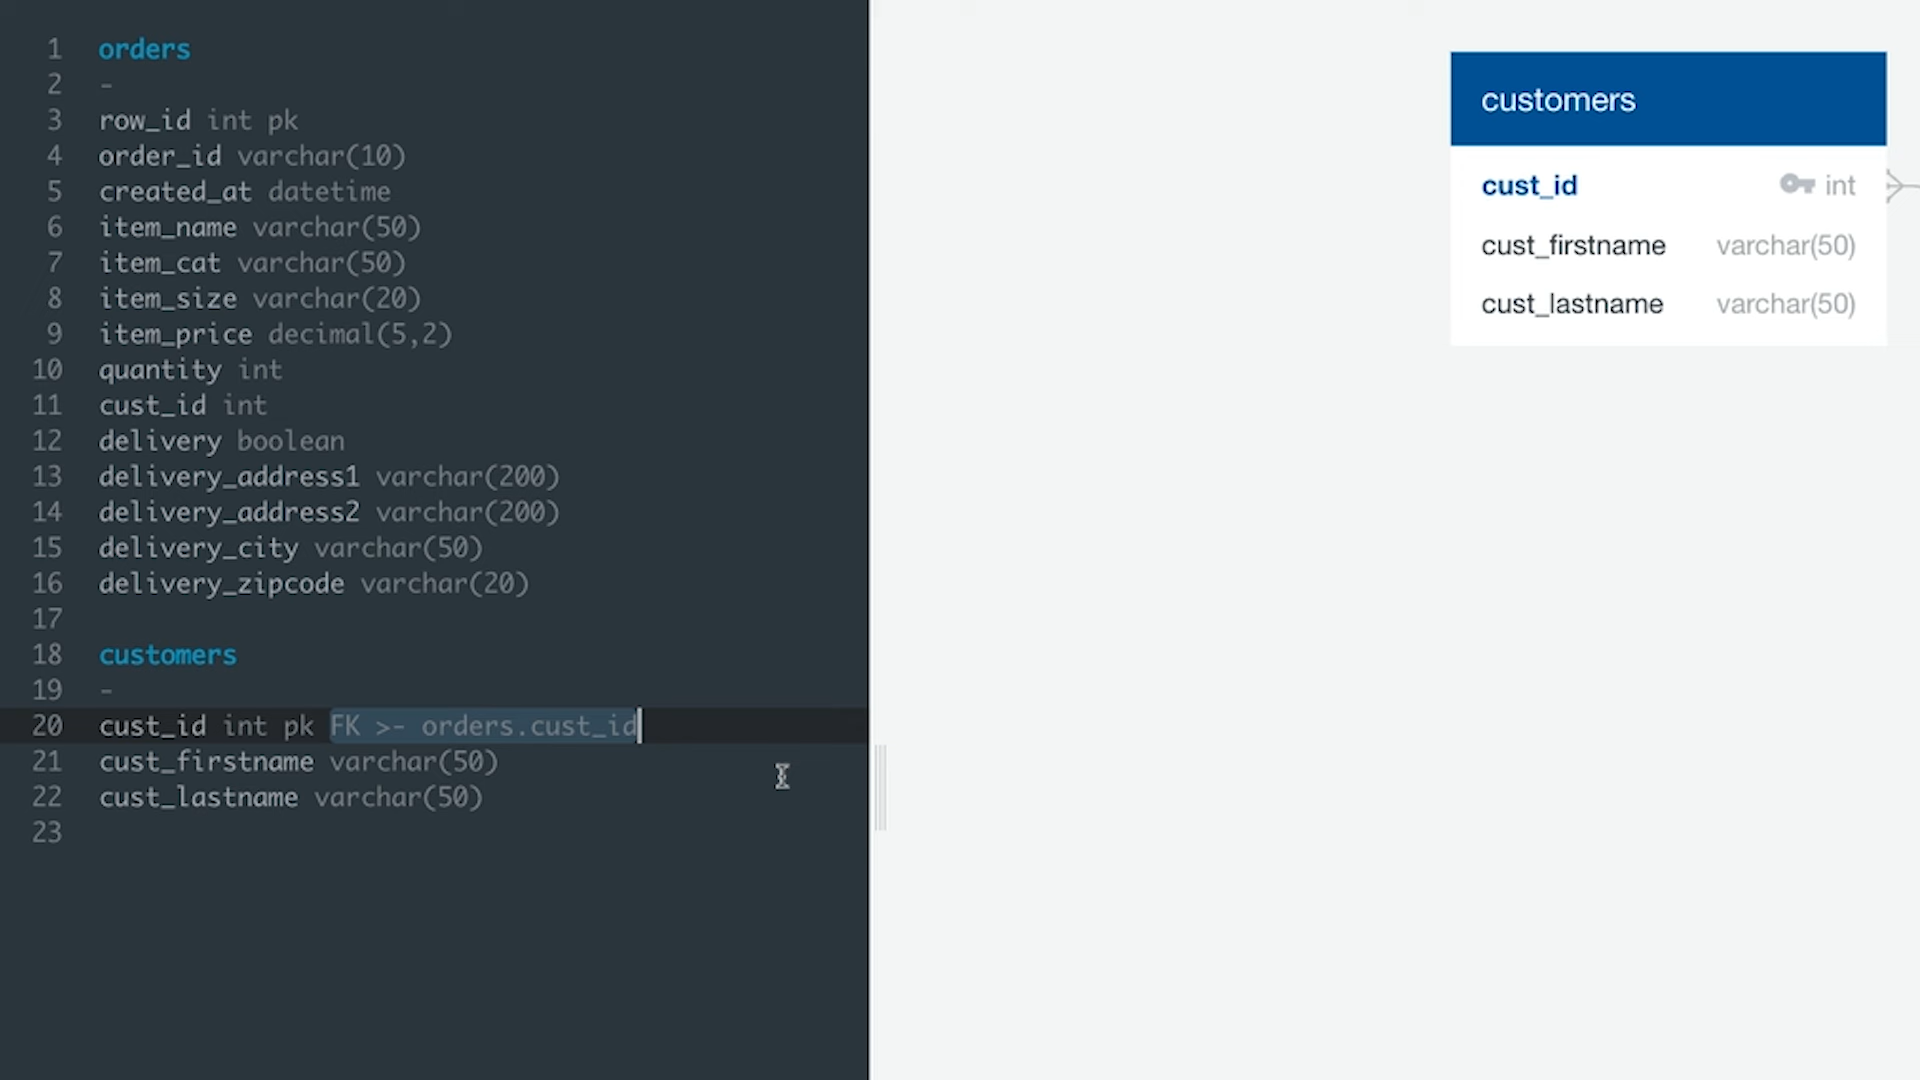 1 orders
2 -
3 row_id int pk
4 order_id varchar(10)
5 created_at datetime
6 item_name varchar(50)
7 item_cat varchar(50)
8 item_size varchar(20)
9 item_price decimal(5,2)
10 quantity int
11 cust_id int
12 delivery boolean
13 delivery_address1 varchar(200)
14 delivery_address2 varchar(200)
15 delivery_city varchar(50)
16 delivery_zipcode varchar(20)
17
18 customers
19 -
20 cust_id int pk FK >- orders.cust_id
21 cust_firstname varchar(50)
22 cust_lastname varchar(50)
23
customers
cust_id int
cust_firstname varchar(50)
cust_lastname varchar(50)